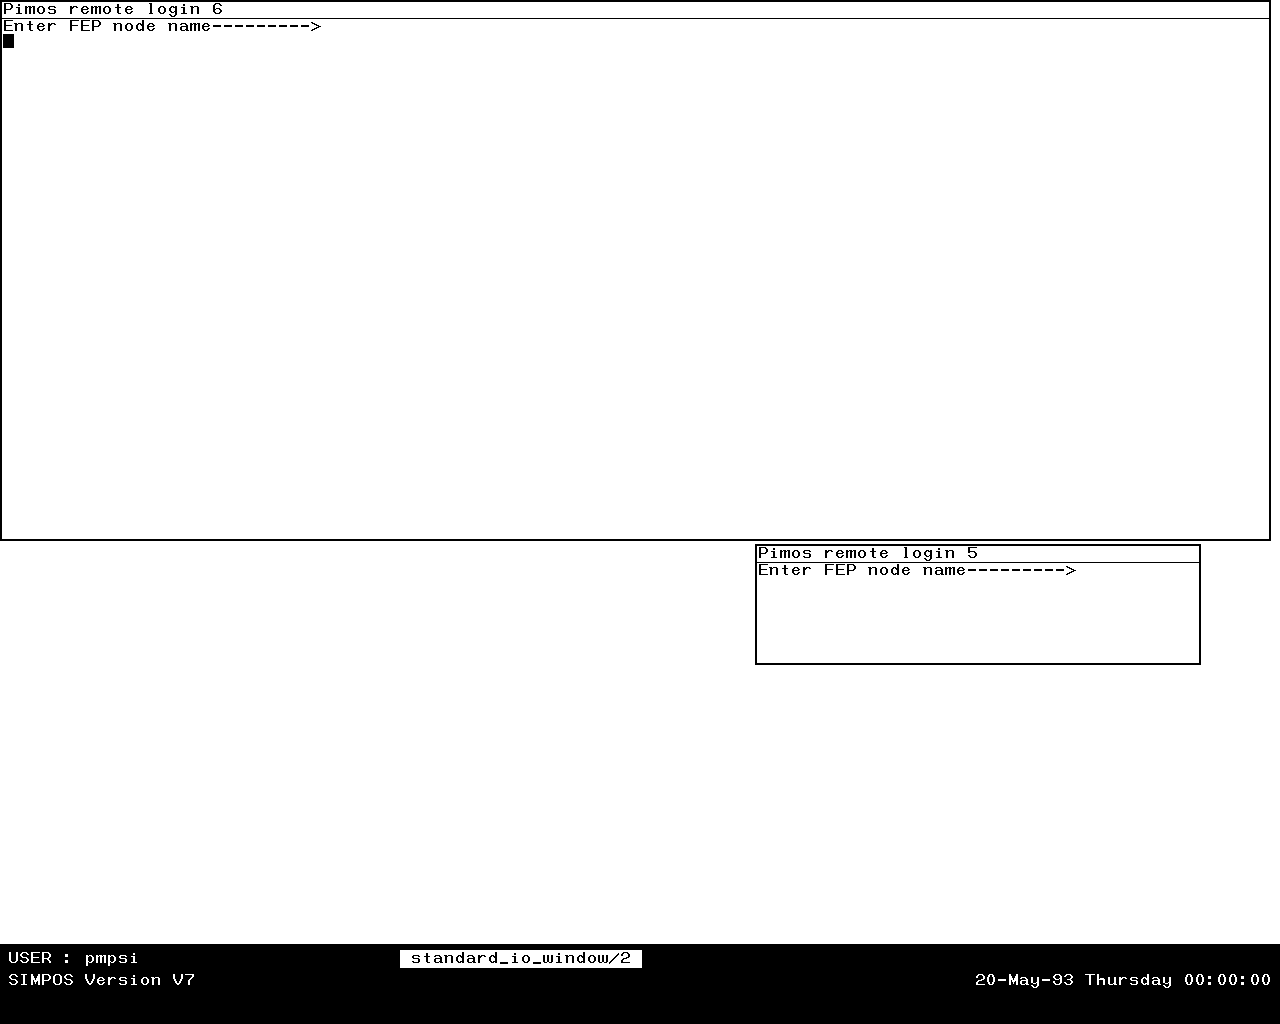 Pimos remote login 6
Enter FEP node name--------->
Pimos remote login 5
Enter FEP node name--------->
USER : pmpsi
standard_io_window/2
SIMPOS Version V7
20-May-93 Thursday 00:00:00